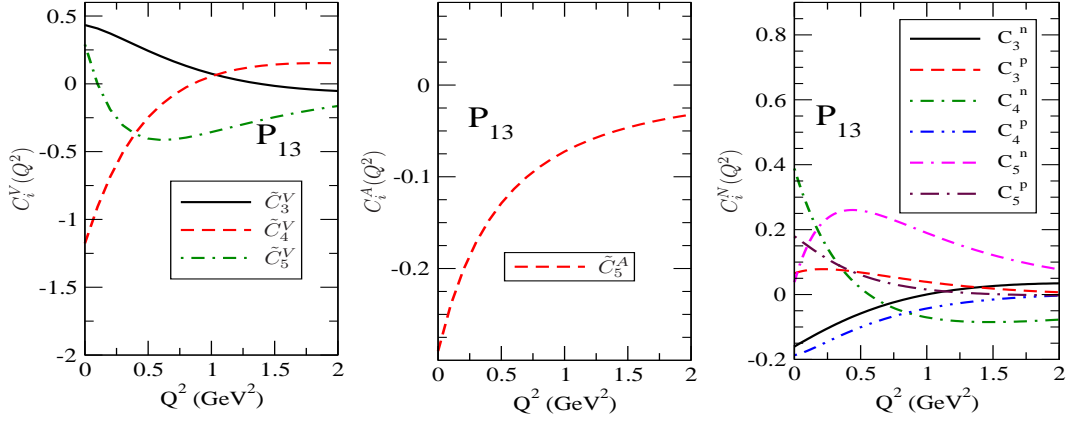 0.5
0
-0.5
-1
-1.5
-2
C_i^V(Q^2)
P_13
C̃_3^V
C̃_4^V
C̃_5^V
0 0.5 1 1.5 2
Q^2 (GeV^2)
0
-0.1
-0.2
C_i^A(Q^2)
P_13
C̃_5^A
0 0.5 1 1.5 2
Q^2 (GeV^2)
0.8
0.6
0.4
0.2
0
-0.2
C_i^N(Q^2)
P_13
C_3^n
C_3^p
C_4^n
C_4^p
C_5^n
C_5^p
0 0.5 1 1.5 2
Q^2 (GeV^2)